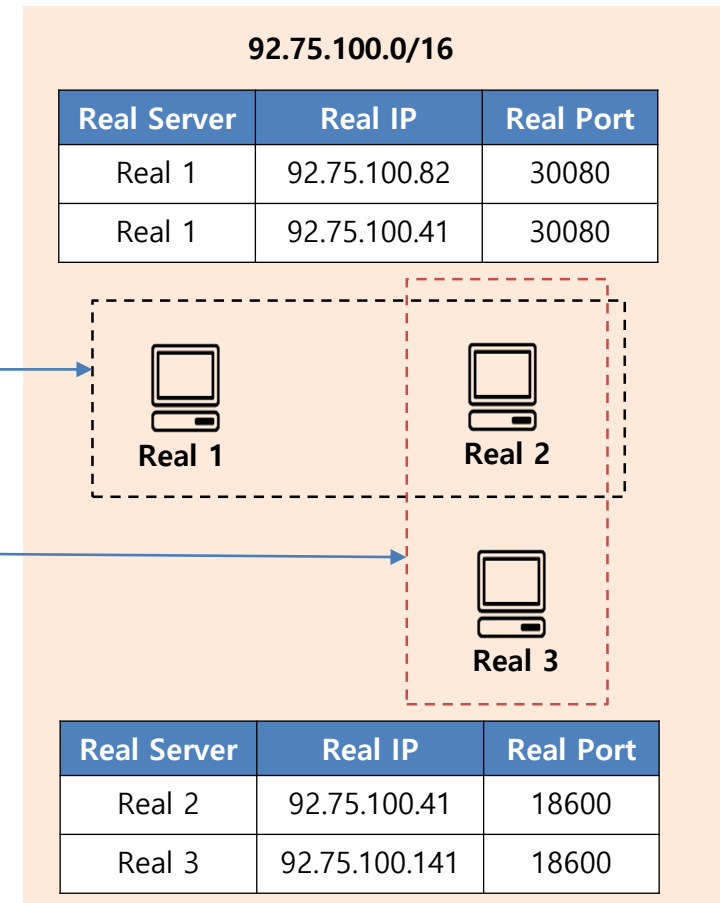 92.75.100.0/16
Real Server Real IP Real Port
Real 1 92.75.100.82 30080
Real 1 92.75.100.41 30080
Real 1 Real 2
Real 3
Real Server Real IP Real Port
Real 2 92.75.100.41 18600
Real 3 92.75.100.141 18600